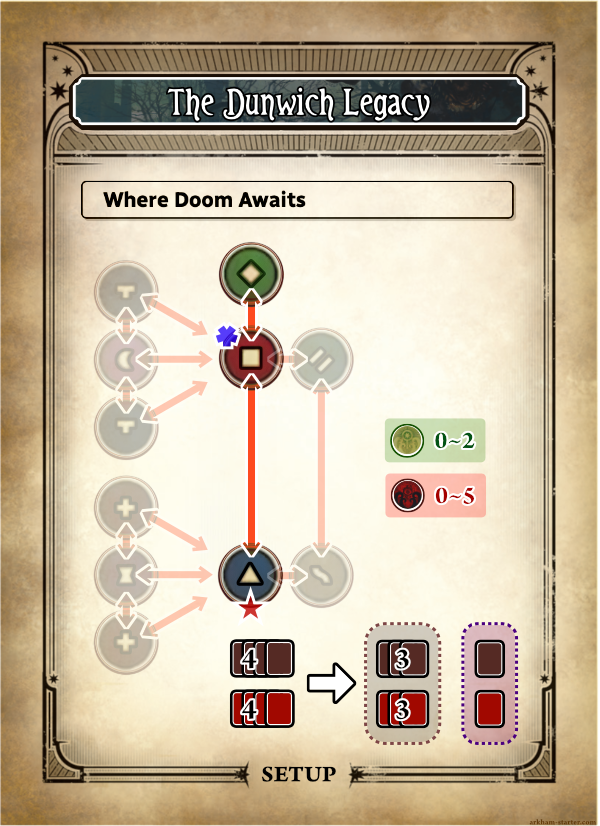 The Dunwich Legacy
Where Doom Awaits
0~2
0~5
4 3
4 3
SETUP
arkham-starter.com